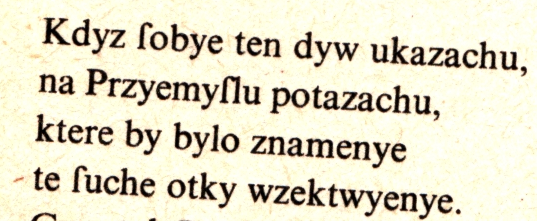 Kdyz ſobye ten dyw ukazachu,
na Przyemyſlu potazachu,
ktere by bylo znamenye
te ſuche otky wzektwyenye.